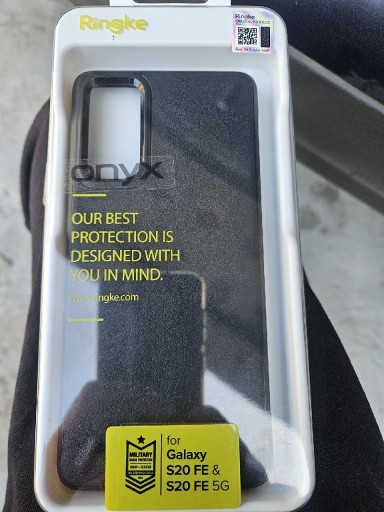 Ringke
Ringke
onyx
OUR BEST
PROTECTION IS
DESIGNED WITH
YOU IN MIND.
MILITARY
for
Galaxy
S20 FE &
S20 FE 5G